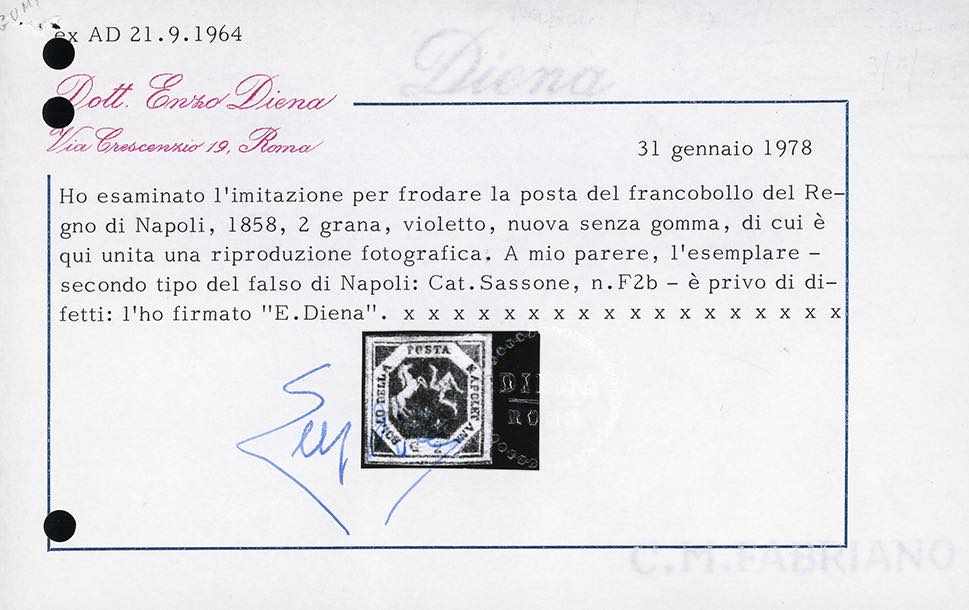 ex AD 21.9.1964
Diena
Dott. Enzo Diena
Via Crescenzio 19, Roma
31 gennaio 1978
Ho esaminato l'imitazione per frodare la posta del francobollo del Re-
gno di Napoli, 1858, 2 grana, violetto, nuova senza gomma, di cui è
qui unita una riproduzione fotografica. A mio parere, l'esemplare -
secondo tipo del falso di Napoli: Cat.Sassone, n.F2b - è privo di di-
fetti: l'ho firmato "E.Diena". x x x x x x x x x x x x x x x x x x x x
POSTA
NAPOLETANA
BOLLO DELLA
DIENA
ROMA
C.M.FABRIANO